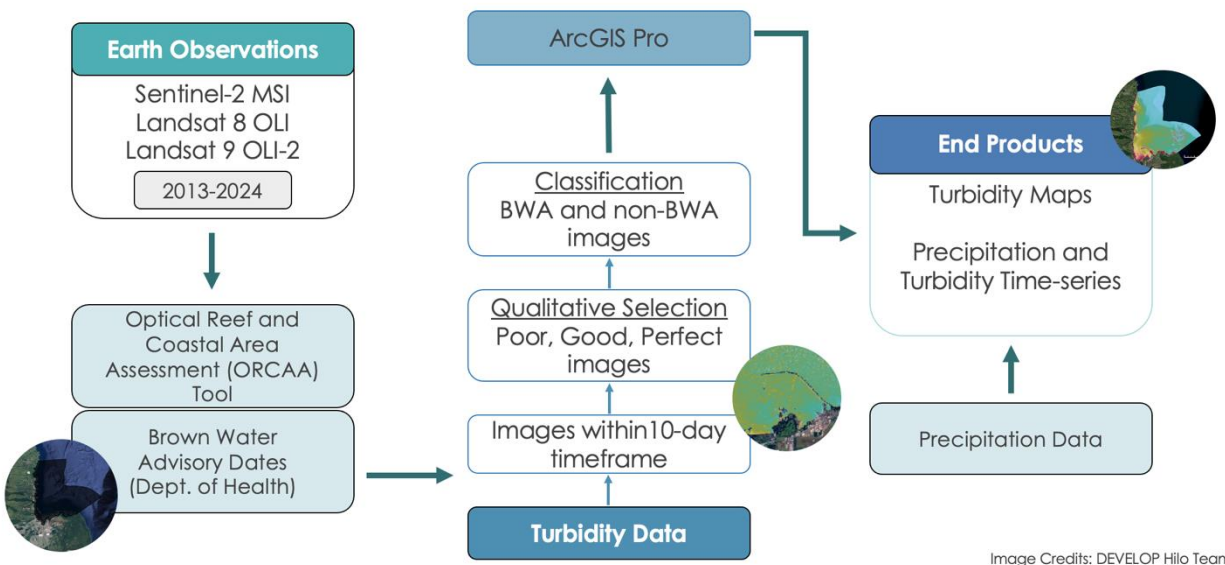 Earth Observations
Sentinel-2 MSI
Landsat 8 OLI
Landsat 9 OLI-2
2013-2024
Optical Reef and
Coastal Area
Assessment (ORCAA)
Tool
Brown Water
Advisory Dates
(Dept. of Health)
ArcGIS Pro
Classification
BWA and non-BWA
images
Qualitative Selection
Poor, Good, Perfect
images
Images within10-day
timeframe
Turbidity Data
End Products
Turbidity Maps
Precipitation and
Turbidity Time-series
Precipitation Data
Image Credits: DEVELOP Hilo Team